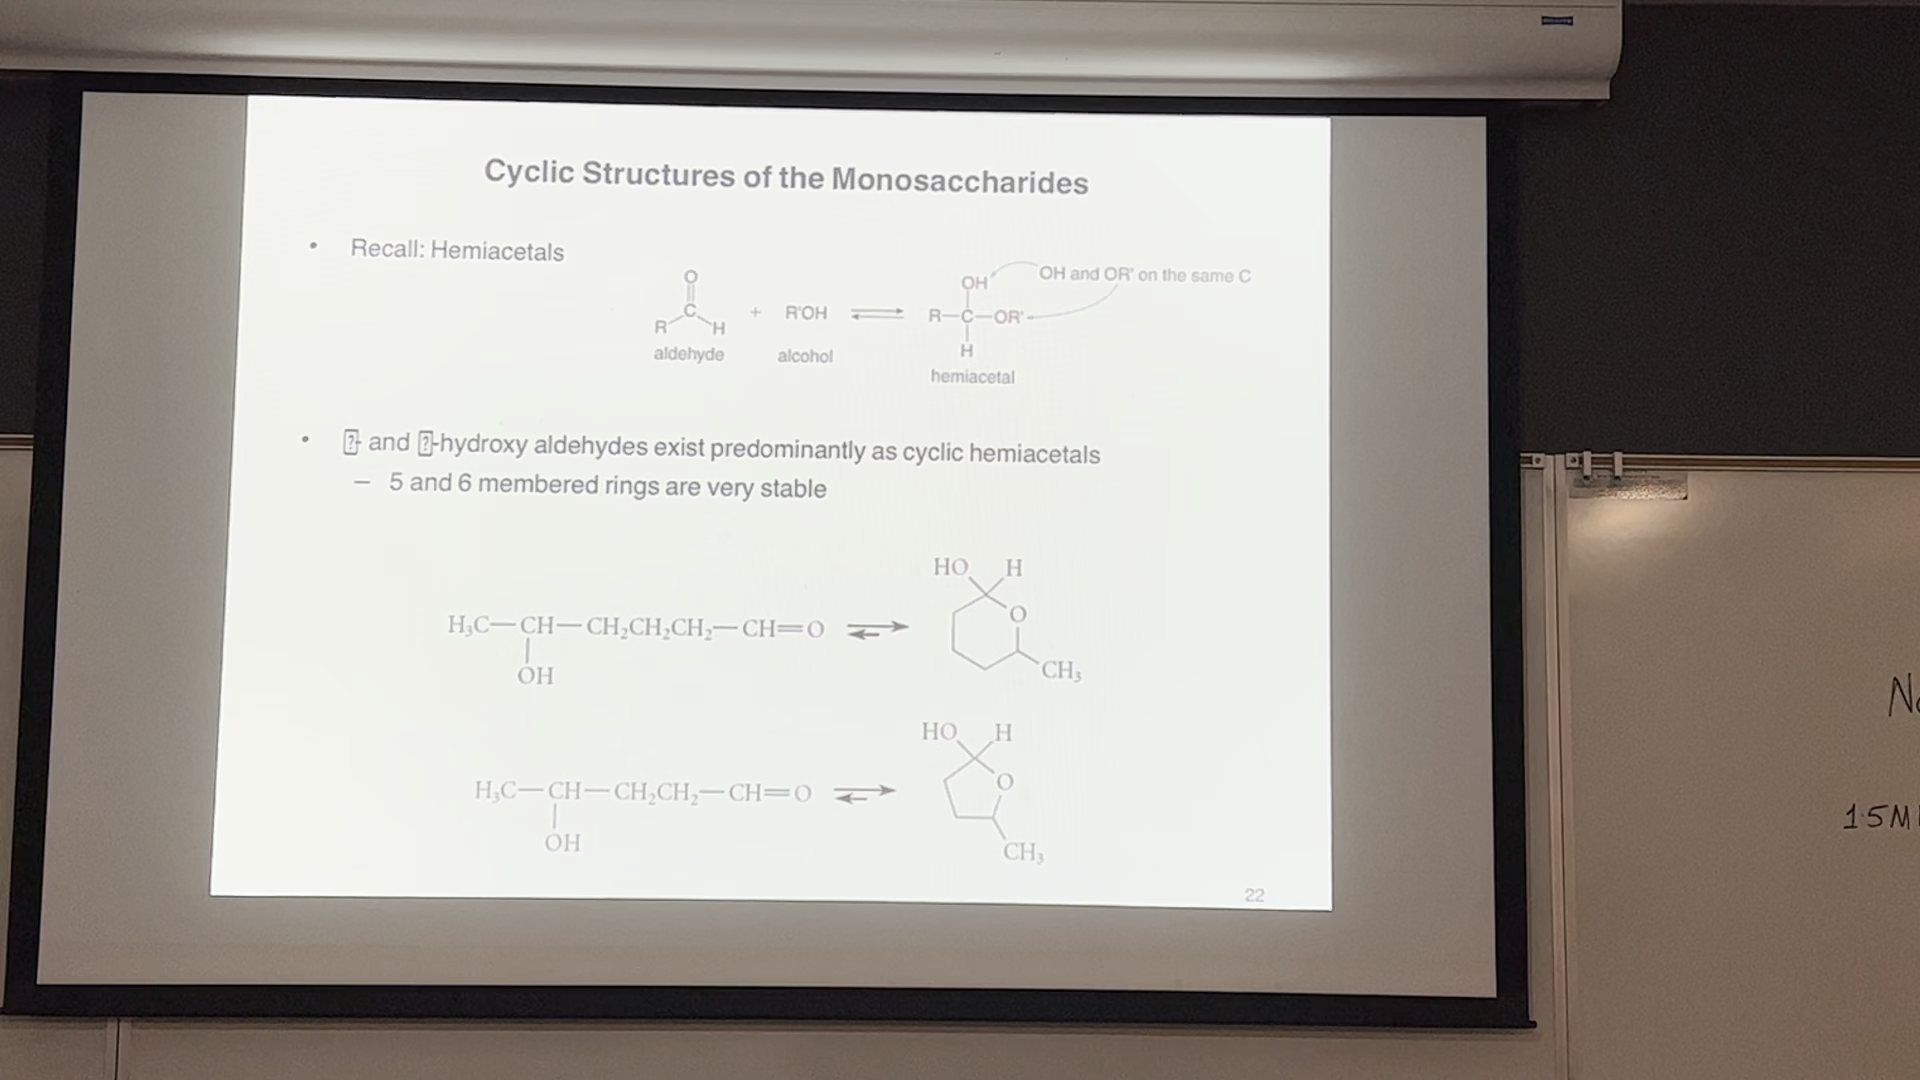 Cyclic Structures of the Monosaccharides
• Recall: Hemiacetals
O
C
R H
aldehyde
+
R'OH
alcohol
OH
R—C—OR'
H
hemiacetal
OH and OR' on the same C
• ⍰- and ⍰-hydroxy aldehydes exist predominantly as cyclic hemiacetals
– 5 and 6 membered rings are very stable
H₃C—CH—CH₂CH₂CH₂—CH=O
OH
HO H
O
CH₃
H₃C—CH—CH₂CH₂—CH=O
OH
HO H
O
CH₃
22
1.5M